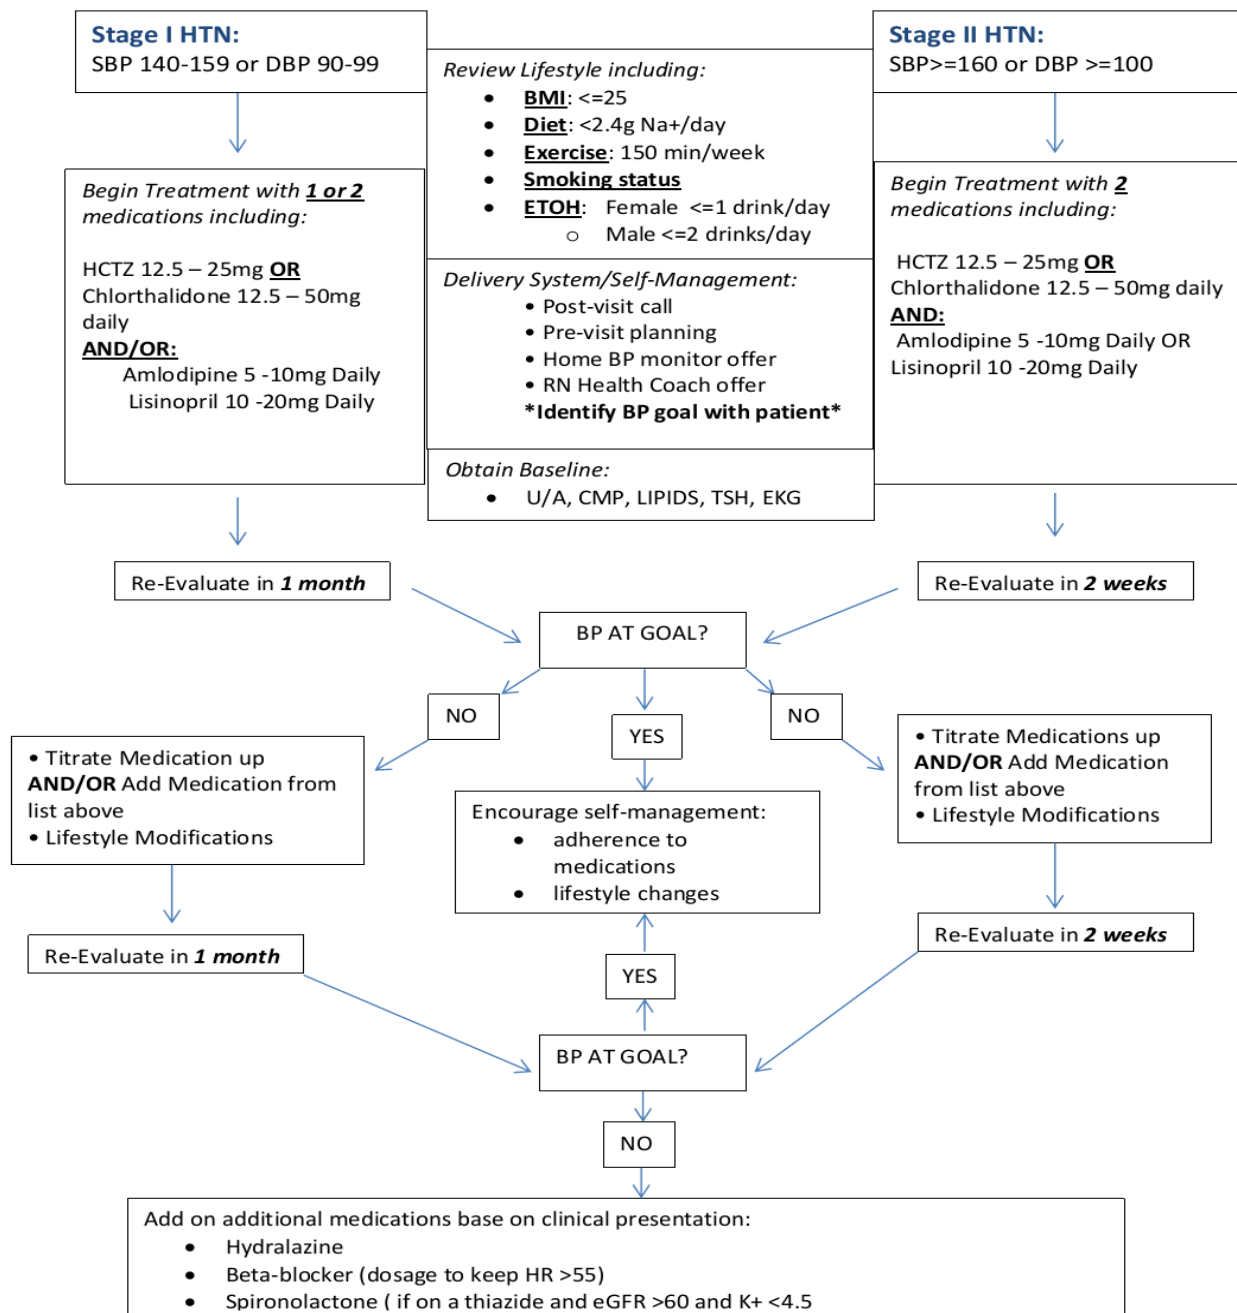 Stage I HTN:
SBP 140-159 or DBP 90-99
Review Lifestyle including:
• BMI: <=25
• Diet: <2.4g Na+/day
• Exercise: 150 min/week
• Smoking status
• ETOH: Female <=1 drink/day
o Male <=2 drinks/day
Stage II HTN:
SBP>=160 or DBP >=100
Begin Treatment with 1 or 2
medications including:
HCTZ 12.5 – 25mg OR
Chlorthalidone 12.5 – 50mg
daily
AND/OR:
Amlodipine 5 -10mg Daily
Lisinopril 10 -20mg Daily
Delivery System/Self-Management:
• Post-visit call
• Pre-visit planning
• Home BP monitor offer
• RN Health Coach offer
*Identify BP goal with patient*
Obtain Baseline:
• U/A, CMP, LIPIDS, TSH, EKG
Begin Treatment with 2
medications including:
HCTZ 12.5 – 25mg OR
Chlorthalidone 12.5 – 50mg daily
AND:
Amlodipine 5 -10mg Daily OR
Lisinopril 10 -20mg Daily
Re-Evaluate in 1 month
Re-Evaluate in 2 weeks
BP AT GOAL?
NO
YES
NO
• Titrate Medication up
AND/OR Add Medication from
list above
• Lifestyle Modifications
Encourage self-management:
• adherence to
medications
• lifestyle changes
• Titrate Medications up
AND/OR Add Medication
from list above
• Lifestyle Modifications
Re-Evaluate in 1 month
Re-Evaluate in 2 weeks
YES
BP AT GOAL?
NO
Add on additional medications base on clinical presentation:
• Hydralazine
• Beta-blocker (dosage to keep HR >55)
• Spironolactone ( if on a thiazide and eGFR >60 and K+ <4.5